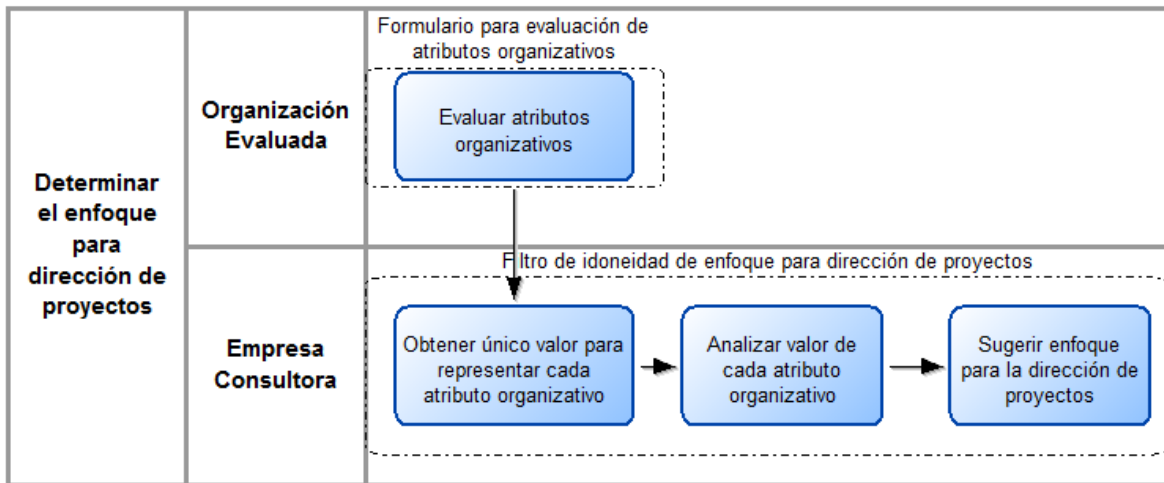 Determinar
el enfoque
para
dirección de
proyectos
Organización
Evaluada
Formulario para evaluación de
atributos organizativos
Evaluar atributos
organizativos
Empresa
Consultora
Filtro de idoneidad de enfoque para dirección de proyectos
Obtener único valor para
representar cada
atributo organizativo
Analizar valor de
cada atributo
organizativo
Sugerir enfoque
para la dirección de
proyectos